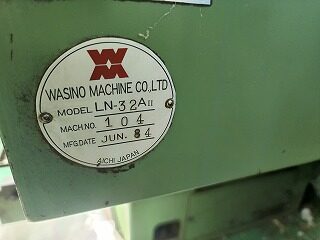 WASINO MACHINE CO.,LTD
MODEL LN-32AII
MACH.NO. 104
MFG.DATE JUN. 84
AICHI JAPAN